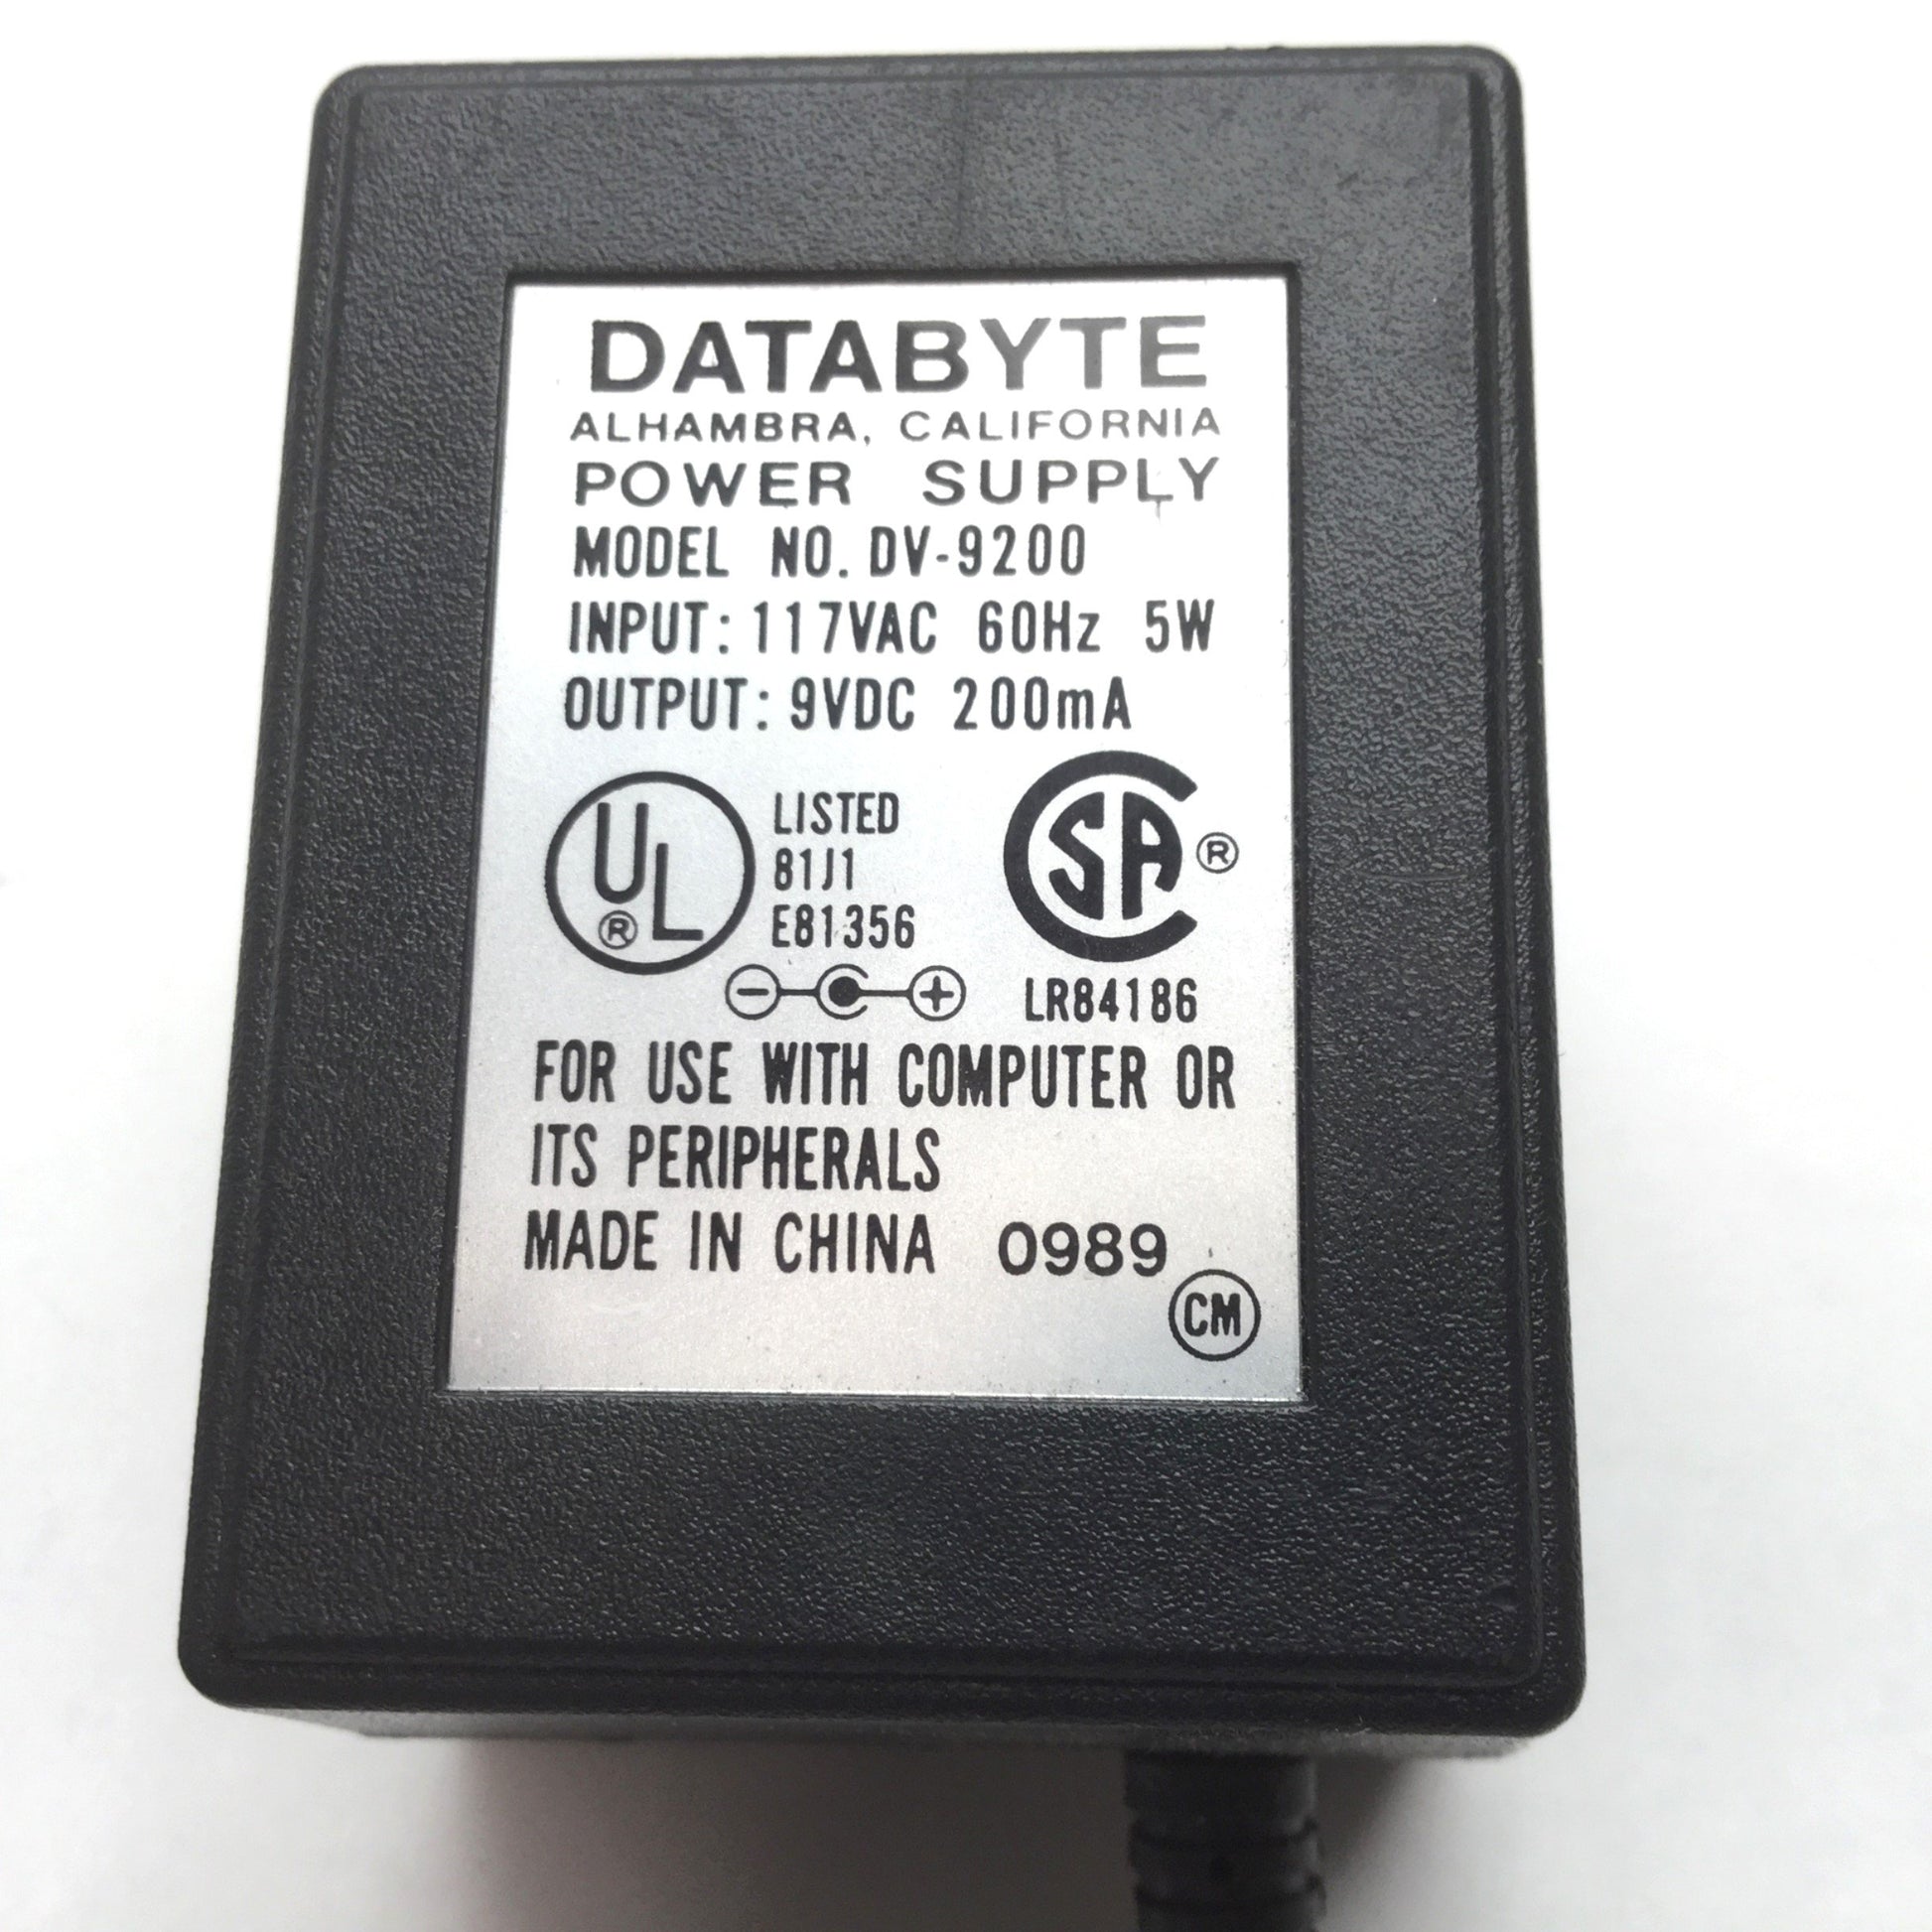 DATABYTE
ALHAMBRA, CALIFORNIA
POWER SUPPLY
MODEL NO. DV-9200
INPUT: 117VAC 60Hz 5W
OUTPUT: 9VDC 200mA
UL ®
LISTED
81J1
E81356
CSA ®
LR84186
FOR USE WITH COMPUTER OR
ITS PERIPHERALS
MADE IN CHINA 0989
CM